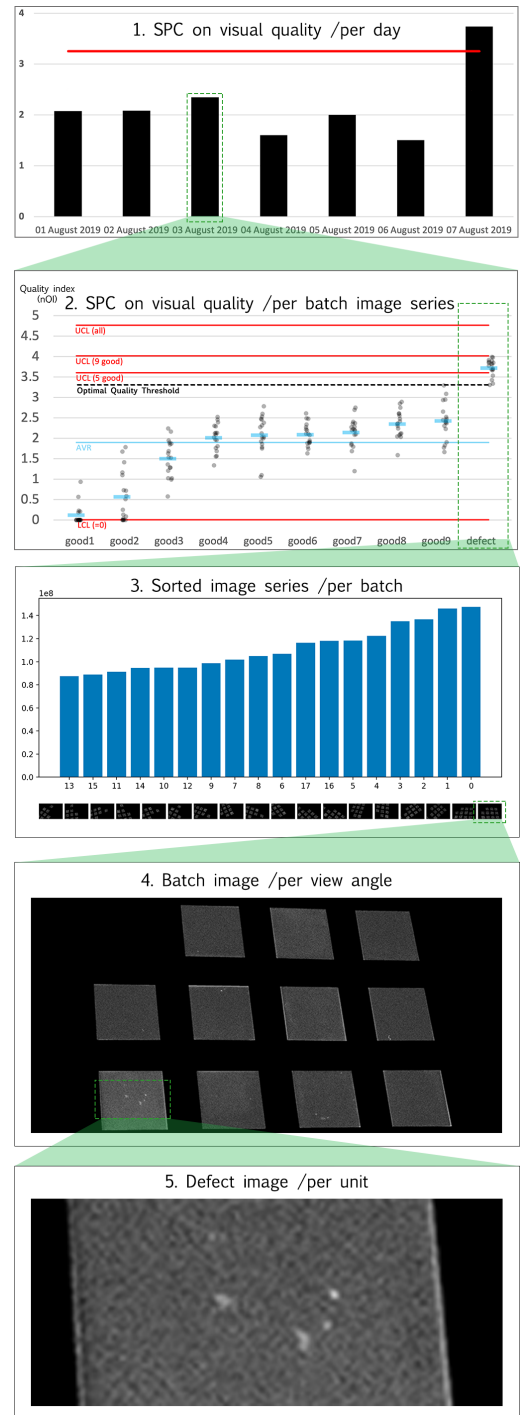 1. SPC on visual quality /per day
4
3
2
1
0
01 August 2019 02 August 2019 03 August 2019 04 August 2019 05 August 2019 06 August 2019 07 August 2019
Quality index
(nQI)
2. SPC on visual quality /per batch image series
5
4.5
UCL (all)
4
UCL (9 good)
3.5
UCL (5 good)
Optimal Quality Threshold
3
2.5
2
AVR
1.5
1
0.5
0
LCL (=0)
good1 good2 good3 good4 good5 good6 good7 good8 good9 defect
3. Sorted image series /per batch
1e8
1.4
1.2
1.0
0.8
0.6
0.4
0.2
0.0
13 15 11 14 10 12 9 7 8 6 17 16 5 4 3 2 1 0
4. Batch image /per view angle
5. Defect image /per unit